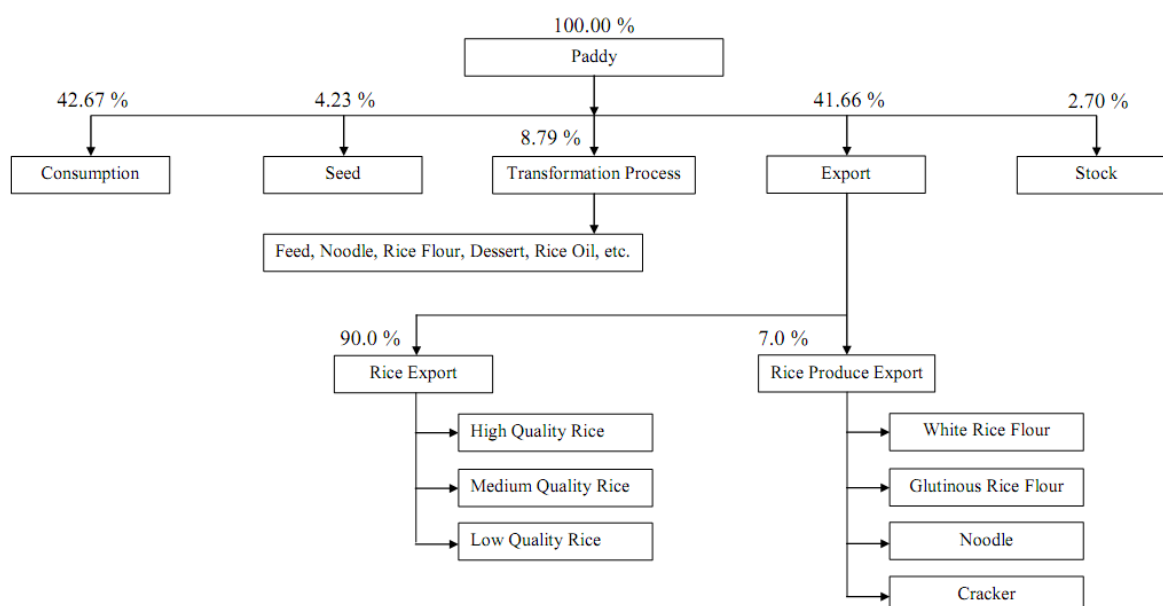 100.00 %
Paddy
42.67 %
4.23 %
41.66 %
2.70 %
8.79 %
Consumption
Seed
Transformation Process
Export
Stock
Feed, Noodle, Rice Flour, Dessert, Rice Oil, etc.
90.0 %
7.0 %
Rice Export
Rice Produce Export
High Quality Rice
White Rice Flour
Medium Quality Rice
Glutinous Rice Flour
Low Quality Rice
Noodle
Cracker